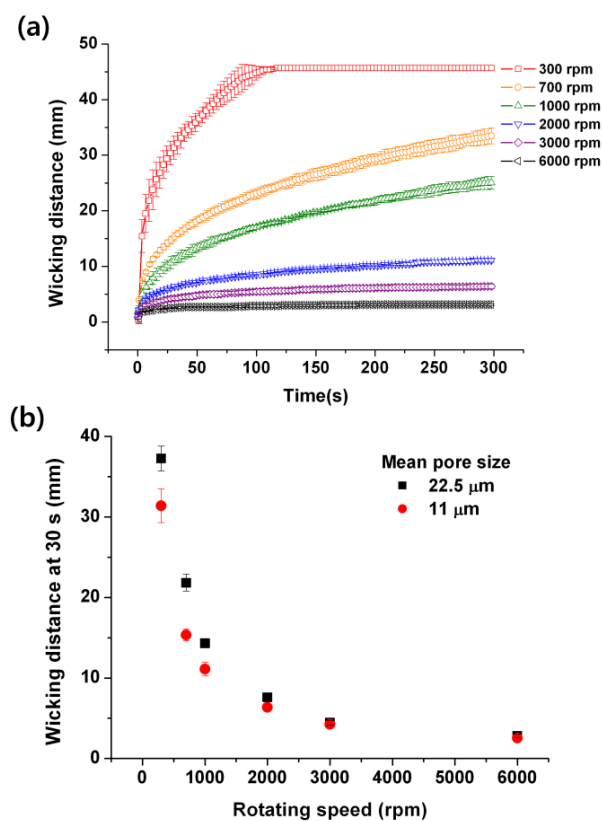 (a)
50
40
30
20
10
0
Wicking distance (mm)
0 50 100 150 200 250 300
Time(s)
300 rpm
700 rpm
1000 rpm
2000 rpm
3000 rpm
6000 rpm
(b)
40
30
20
10
0
Wicking distance at 30 s (mm)
Mean pore size
22.5 μm
11 μm
0 1000 2000 3000 4000 5000 6000
Rotating speed (rpm)